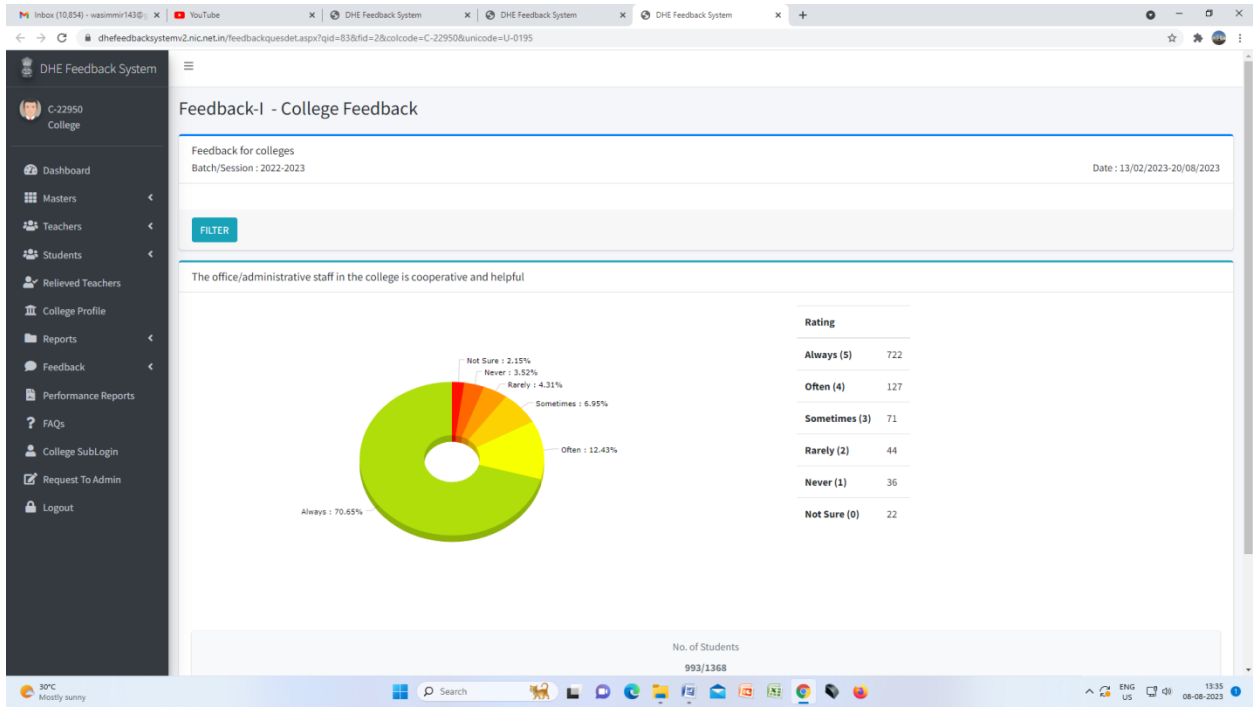 Inbox (10,854) - wasimmir143@g
YouTube
DHE Feedback System
DHE Feedback System
DHE Feedback System
dhefeedbacksystemv2.nic.net.in/feedbackquesdet.aspx?qid=83&fid=2&colcode=C-22950&unicode=U-0195
DHE Feedback System
C-22950
College
Dashboard
Masters
Teachers
Students
Relieved Teachers
College Profile
Reports
Feedback
Performance Reports
FAQs
College SubLogin
Request To Admin
Logout
Feedback-I - College Feedback
Feedback for colleges
Batch/Session : 2022-2023
Date : 13/02/2023-20/08/2023
FILTER
The office/administrative staff in the college is cooperative and helpful
Not Sure : 2.15%
Never : 3.52%
Rarely : 4.31%
Sometimes : 6.95%
Often : 12.43%
Always : 70.65%
Rating
Always (5) 722
Often (4) 127
Sometimes (3) 71
Rarely (2) 44
Never (1) 36
Not Sure (0) 22
No. of Students
993/1368
30°C
Mostly sunny
Search
ENG
US
13:35
08-08-2023
1